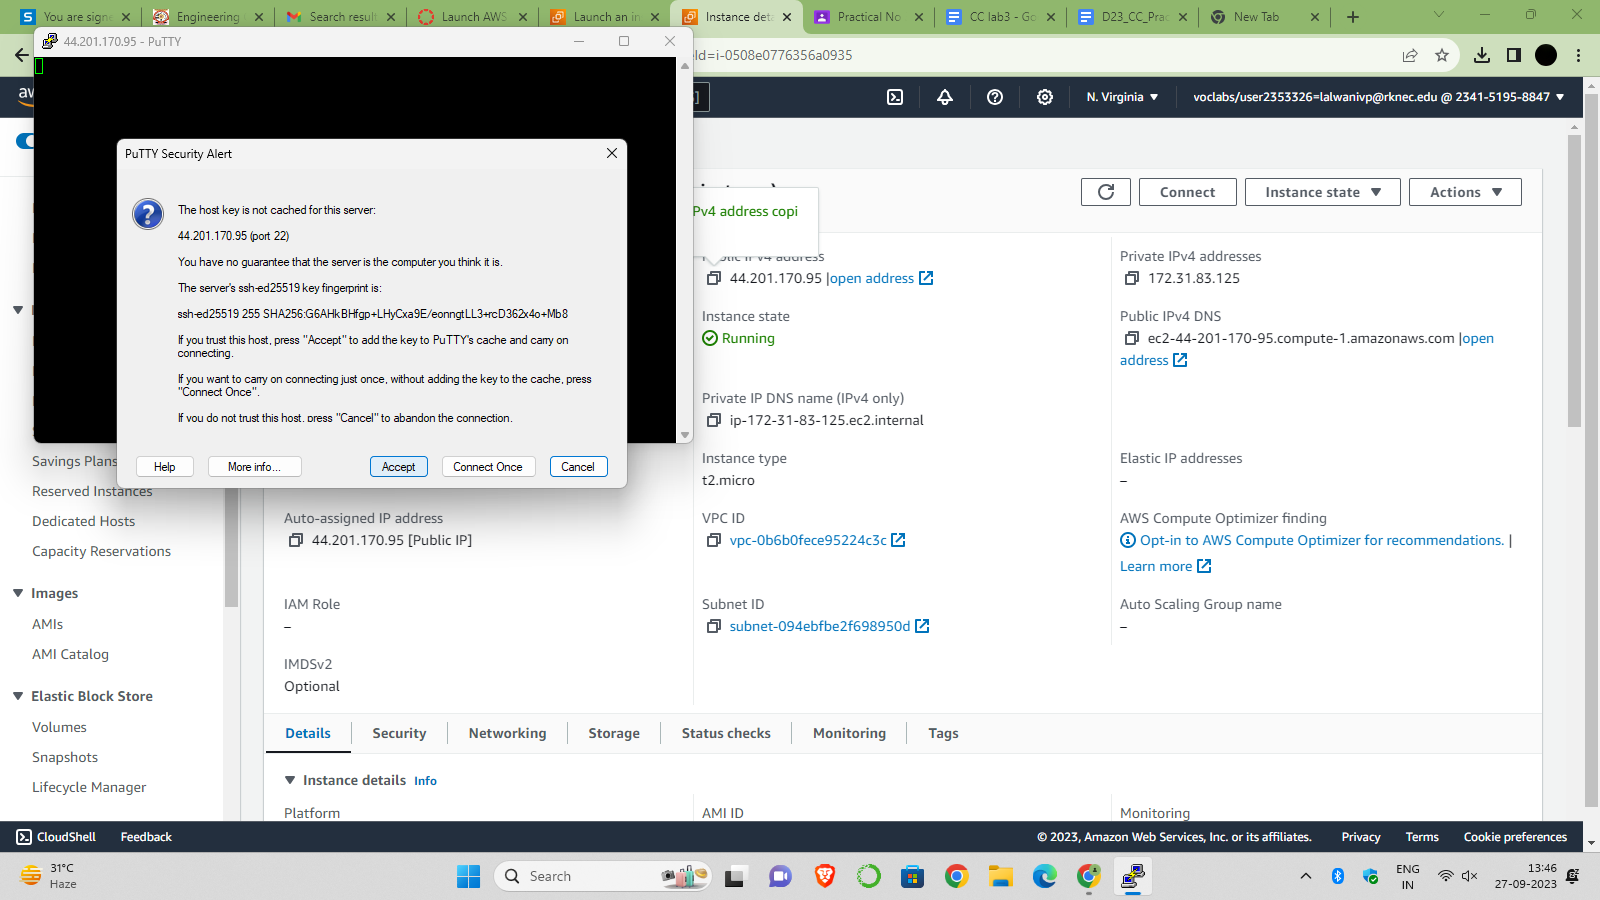 You are signe
Engineering
Search result
Launch AWS
Launch an in
Instance deta
Practical No
CC lab3 - Go
D23_CC_Prac
New Tab
44.201.170.95 - PuTTY
Id=i-0508e0776356a0935
N. Virginia
voclabs/user2353326=lalwanivp@rknec.edu @ 2341-5195-8847
PuTTY Security Alert
The host key is not cached for this server:
44.201.170.95 (port 22)
You have no guarantee that the server is the computer you think it is.
The server's ssh-ed25519 key fingerprint is:
ssh-ed25519 255 SHA256:G6AHkBHfgp+LHyCxa9E/eonngtLL3+rcD362x4o+Mb8
If you trust this host, press "Accept" to add the key to PuTTY's cache and carry on
connecting.
If you want to carry on connecting just once, without adding the key to the cache, press
"Connect Once".
If you do not trust this host, press "Cancel" to abandon the connection.
Help
More info...
Accept
Connect Once
Cancel
Connect
Instance state
Actions
Pv4 address copi
Public IPv4 address
44.201.170.95 |open address
Private IPv4 addresses
172.31.83.125
Instance state
Running
Public IPv4 DNS
ec2-44-201-170-95.compute-1.amazonaws.com |open
address
Private IP DNS name (IPv4 only)
ip-172-31-83-125.ec2.internal
Instance type
t2.micro
Elastic IP addresses
–
Auto-assigned IP address
44.201.170.95 [Public IP]
VPC ID
vpc-0b6b0fece95224c3c
AWS Compute Optimizer finding
Opt-in to AWS Compute Optimizer for recommendations. |
Learn more
IAM Role
–
Subnet ID
subnet-094ebfbe2f698950d
Auto Scaling Group name
–
IMDSv2
Optional
Savings Plans
Reserved Instances
Dedicated Hosts
Capacity Reservations
Images
AMIs
AMI Catalog
Elastic Block Store
Volumes
Snapshots
Lifecycle Manager
Details
Security
Networking
Storage
Status checks
Monitoring
Tags
Instance details Info
Platform
AMI ID
Monitoring
CloudShell
Feedback
© 2023, Amazon Web Services, Inc. or its affiliates.
Privacy
Terms
Cookie preferences
31°C
Haze
Search
ENG
IN
13:46
27-09-2023